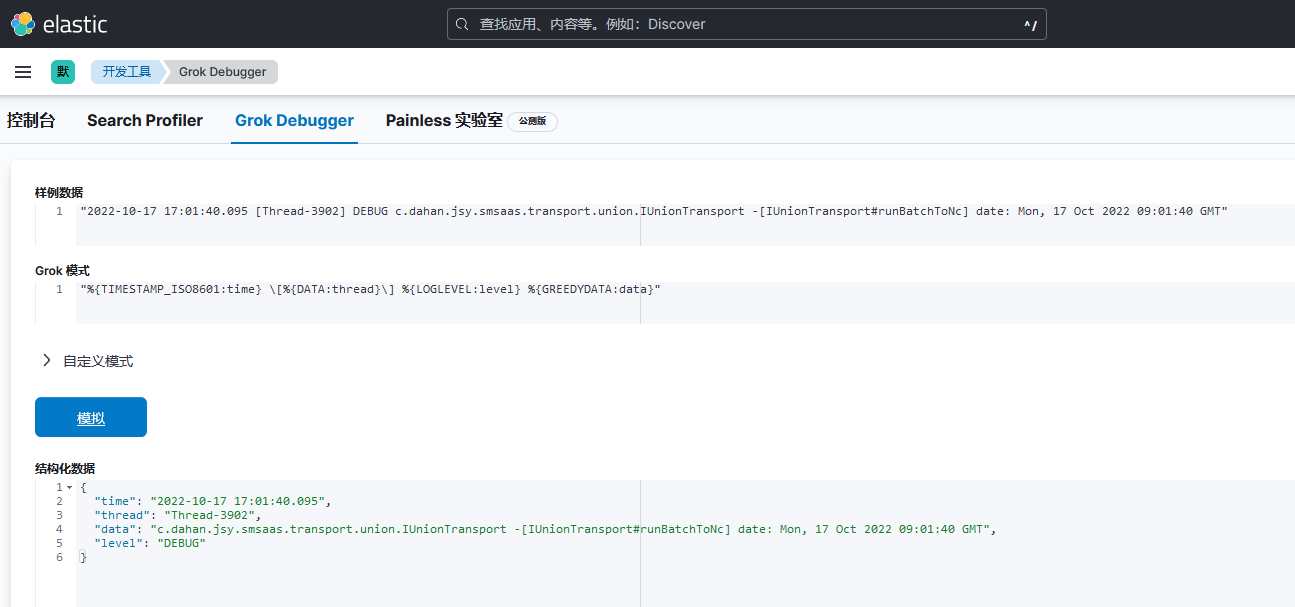 elastic
查找应用、内容等。例如：Discover
^/
默
开发工具
Grok Debugger
控制台
Search Profiler
Grok Debugger
Painless 实验室
公测版
样例数据
1 "2022-10-17 17:01:40.095 [Thread-3902] DEBUG c.dahan.jsy.smsaas.transport.union.IUnionTransport -[IUnionTransport#runBatchToNc] date: Mon, 17 Oct 2022 09:01:40 GMT"
Grok 模式
1 "%{TIMESTAMP_ISO8601:time} \[%{DATA:thread}\] %{LOGLEVEL:level} %{GREEDYDATA:data}"
自定义模式
模拟
结构化数据
1 {
2 "time": "2022-10-17 17:01:40.095",
3 "thread": "Thread-3902",
4 "data": "c.dahan.jsy.smsaas.transport.union.IUnionTransport -[IUnionTransport#runBatchToNc] date: Mon, 17 Oct 2022 09:01:40 GMT",
5 "level": "DEBUG"
6 }